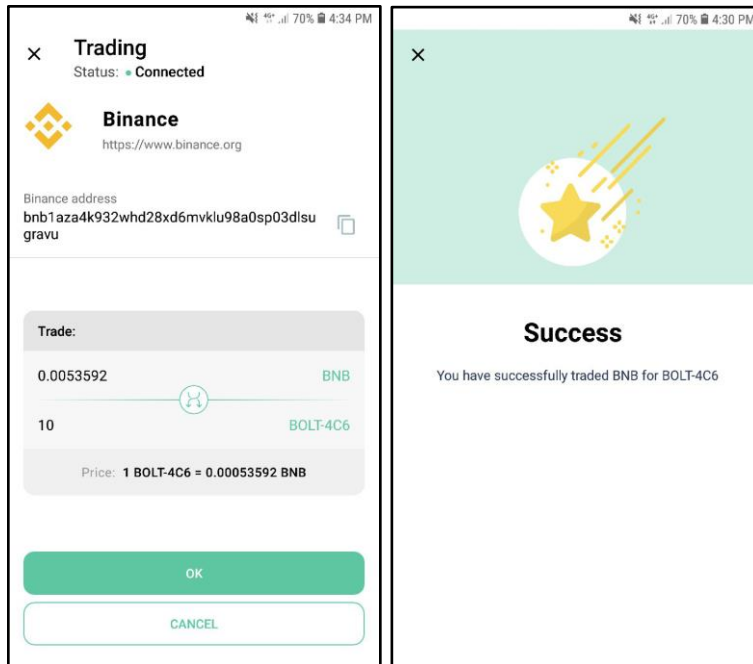 70% 4:34 PM
Trading
Status: • Connected
Binance
https://www.binance.org
Binance address
bnb1aza4k932whd28xd6mvklu98a0sp03dlsu
gravu
Trade:
0.0053592 BNB
10 BOLT-4C6
Price: 1 BOLT-4C6 = 0.00053592 BNB
OK
CANCEL
70% 4:30 PM
Success
You have successfully traded BNB for BOLT-4C6